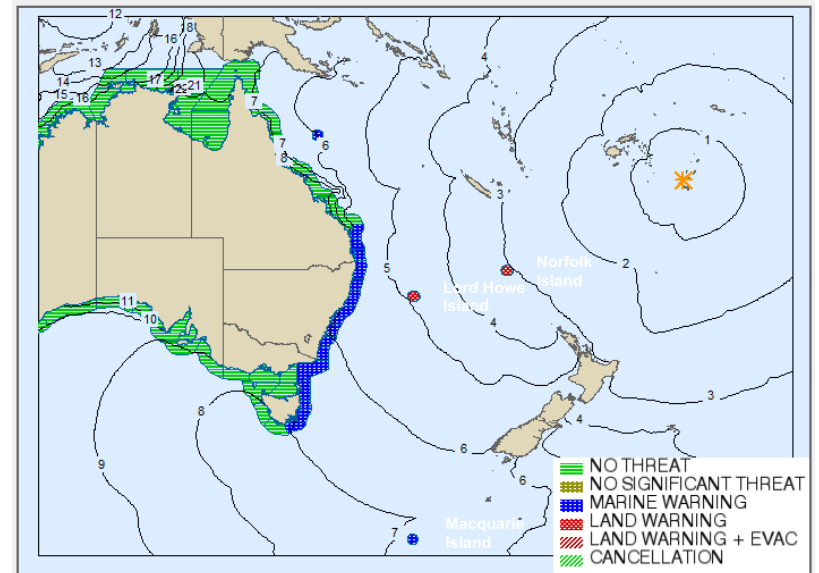 12
18
16
13
17
14
15
16
22
21
7
4
1
6
7
8
3
2
5
Norfolk
Island
Lord Howe
Island
11
10
4
3
8
4
6
6
9
6
7
Macquarie
Island
NO THREAT
NO SIGNIFICANT THREAT
MARINE WARNING
LAND WARNING
LAND WARNING + EVAC
CANCELLATION